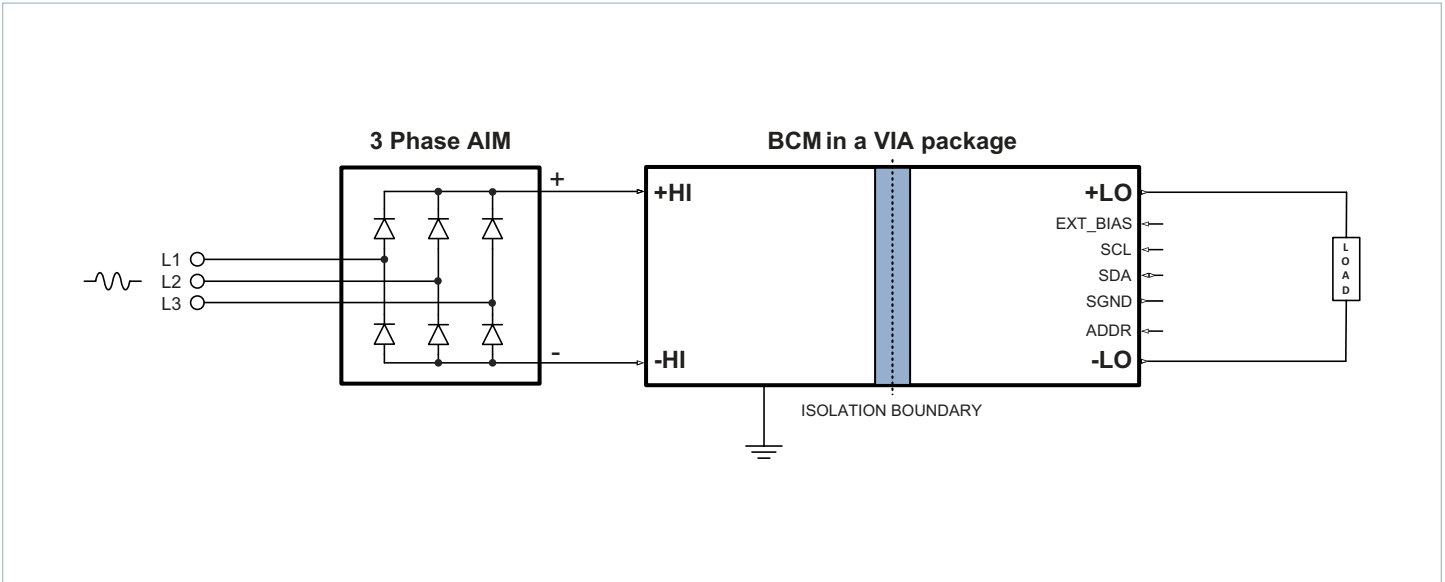 3 Phase AIM
BCM in a VIA package
+
-
L1
L2
L3
+HI
-HI
+LO
EXT_BIAS
SCL
SDA
SGND
ADDR
-LO
ISOLATION BOUNDARY
LOAD